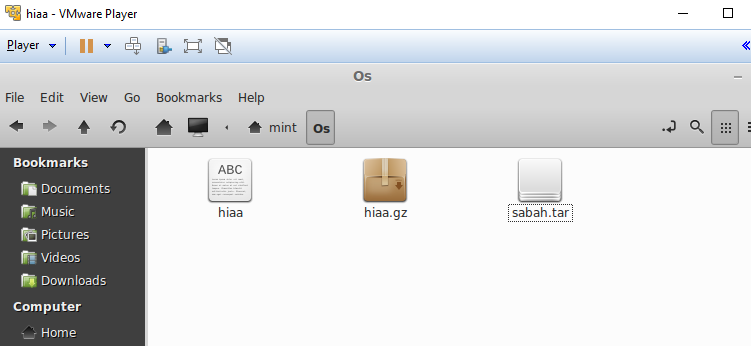 hiaa - VMware Player
Player
Os
File Edit View Go Bookmarks Help
mint Os
Bookmarks
Documents
Music
Pictures
Videos
Downloads
Computer
Home
ABC
hiaa
hiaa.gz
sabah.tar